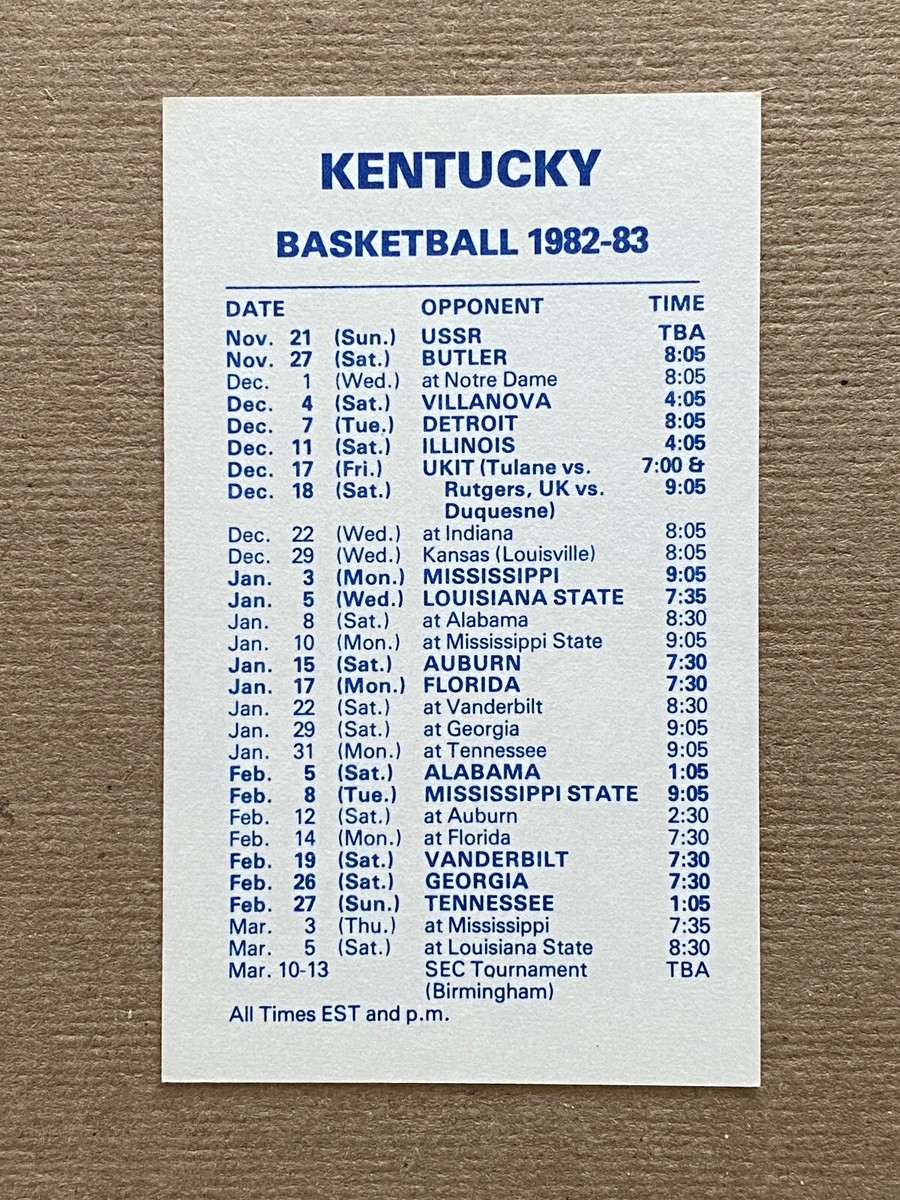 KENTUCKY
BASKETBALL 1982-83
DATE OPPONENT TIME
Nov. 21 (Sun.) USSR TBA
Nov. 27 (Sat.) BUTLER 8:05
Dec. 1 (Wed.) at Notre Dame 8:05
Dec. 4 (Sat.) VILLANOVA 4:05
Dec. 7 (Tue.) DETROIT 8:05
Dec. 11 (Sat.) ILLINOIS 4:05
Dec. 17 (Fri.) UKIT (Tulane vs. 7:00 &
Dec. 18 (Sat.) Rutgers, UK vs. 9:05
Duquesne)
Dec. 22 (Wed.) at Indiana 8:05
Dec. 29 (Wed.) Kansas (Louisville) 8:05
Jan. 3 (Mon.) MISSISSIPPI 9:05
Jan. 5 (Wed.) LOUISIANA STATE 7:35
Jan. 8 (Sat.) at Alabama 8:30
Jan. 10 (Mon.) at Mississippi State 9:05
Jan. 15 (Sat.) AUBURN 7:30
Jan. 17 (Mon.) FLORIDA 7:30
Jan. 22 (Sat.) at Vanderbilt 8:30
Jan. 29 (Sat.) at Georgia 9:05
Jan. 31 (Mon.) at Tennessee 9:05
Feb. 5 (Sat.) ALABAMA 1:05
Feb. 8 (Tue.) MISSISSIPPI STATE 9:05
Feb. 12 (Sat.) at Auburn 2:30
Feb. 14 (Mon.) at Florida 7:30
Feb. 19 (Sat.) VANDERBILT 7:30
Feb. 26 (Sat.) GEORGIA 7:30
Feb. 27 (Sun.) TENNESSEE 1:05
Mar. 3 (Thu.) at Mississippi 7:35
Mar. 5 (Sat.) at Louisiana State 8:30
Mar. 10-13 SEC Tournament TBA
(Birmingham)
All Times EST and p.m.